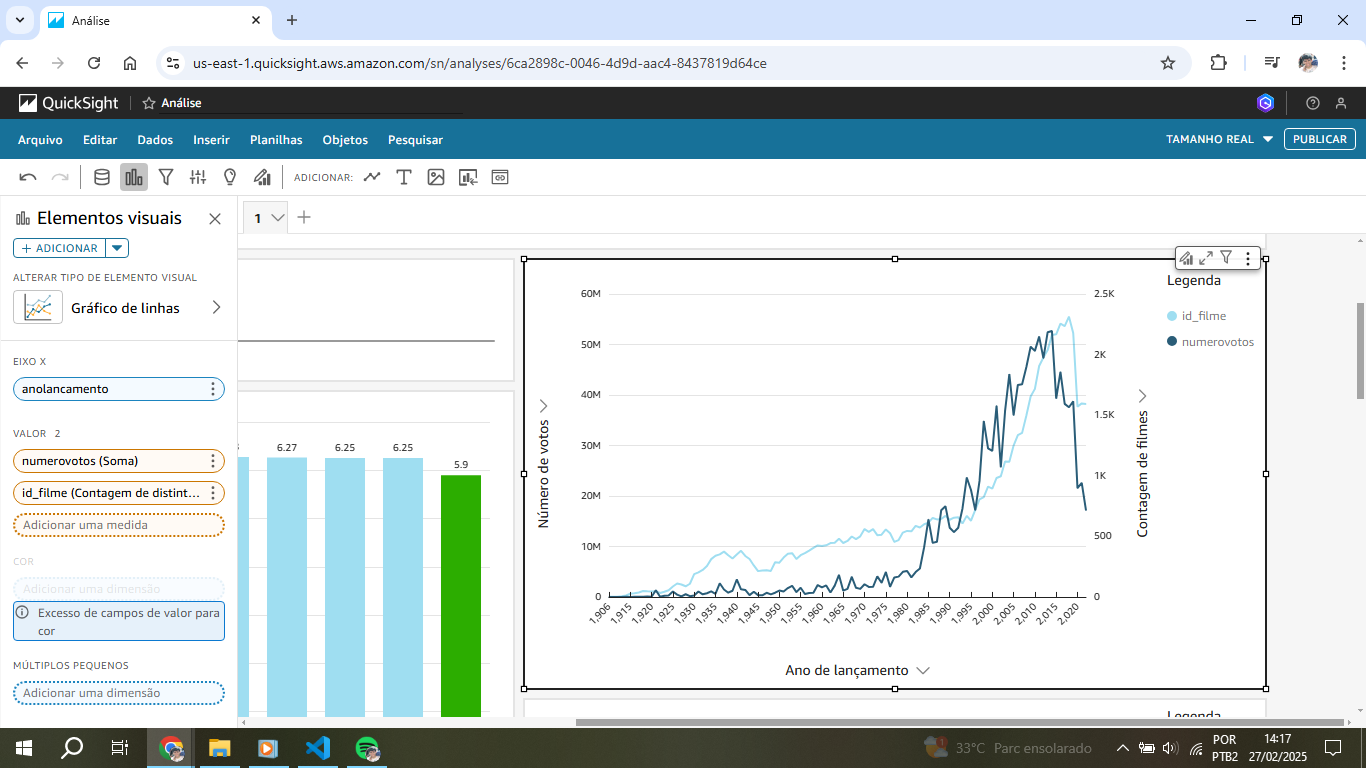 Análise
us-east-1.quicksight.aws.amazon.com/sn/analyses/6ca2898c-0046-4d9d-aac4-8437819d64ce
QuickSight
Análise
Arquivo
Editar
Dados
Inserir
Planilhas
Objetos
Pesquisar
TAMANHO REAL
PUBLICAR
ADICIONAR:
Elementos visuais
ADICIONAR
ALTERAR TIPO DE ELEMENTO VISUAL
Gráfico de linhas
EIXO X
anolancamento
VALOR 2
numerovotos (Soma)
id_filme (Contagem de distint...
Adicionar uma medida
COR
Adicionar uma dimensão
Excesso de campos de valor para
cor
MÚLTIPLOS PEQUENOS
Adicionar uma dimensão
1
6.27
6.25
6.25
5.9
Número de votos
60M
50M
40M
30M
20M
10M
0
2.5K
2K
1.5K
1K
500
0
Contagem de filmes
1,906
1,915
1,920
1,925
1,930
1,935
1,940
1,945
1,950
1,955
1,960
1,965
1,970
1,975
1,980
1,985
1,990
1,995
2,000
2,005
2,010
2,015
2,020
Ano de lançamento
Legenda
id_filme
numerovotos
Legenda
33°C Parc ensolarado
POR
PTB2
14:17
27/02/2025